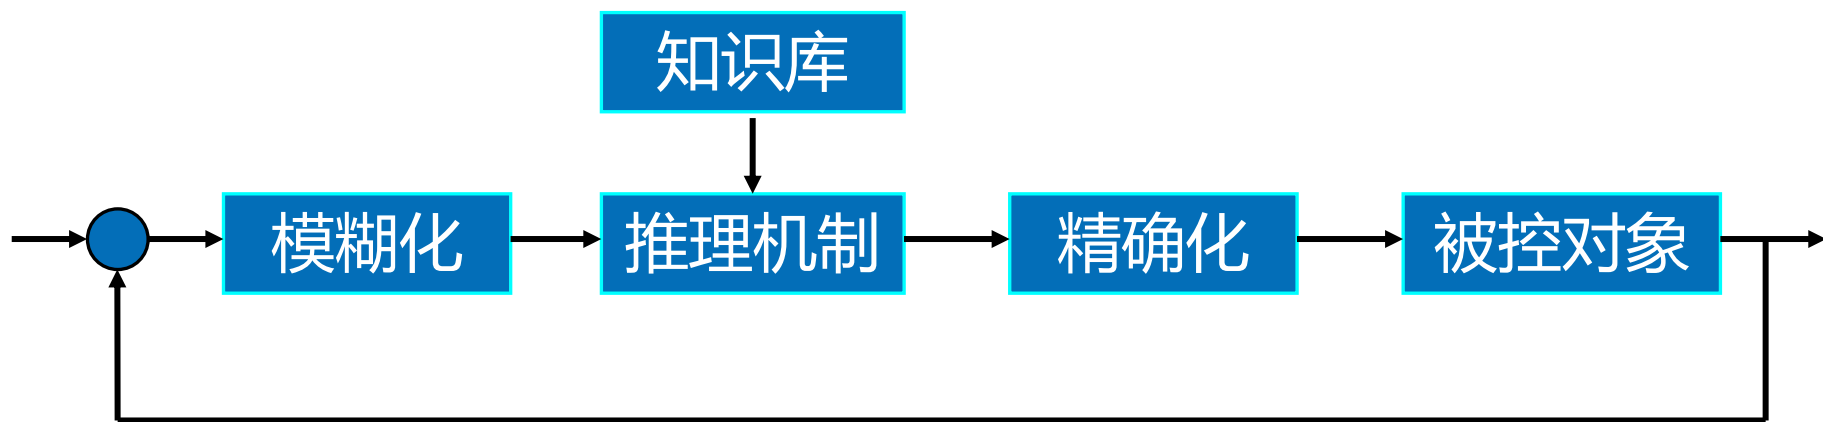 知识库
模糊化
推理机制
精确化
被控对象